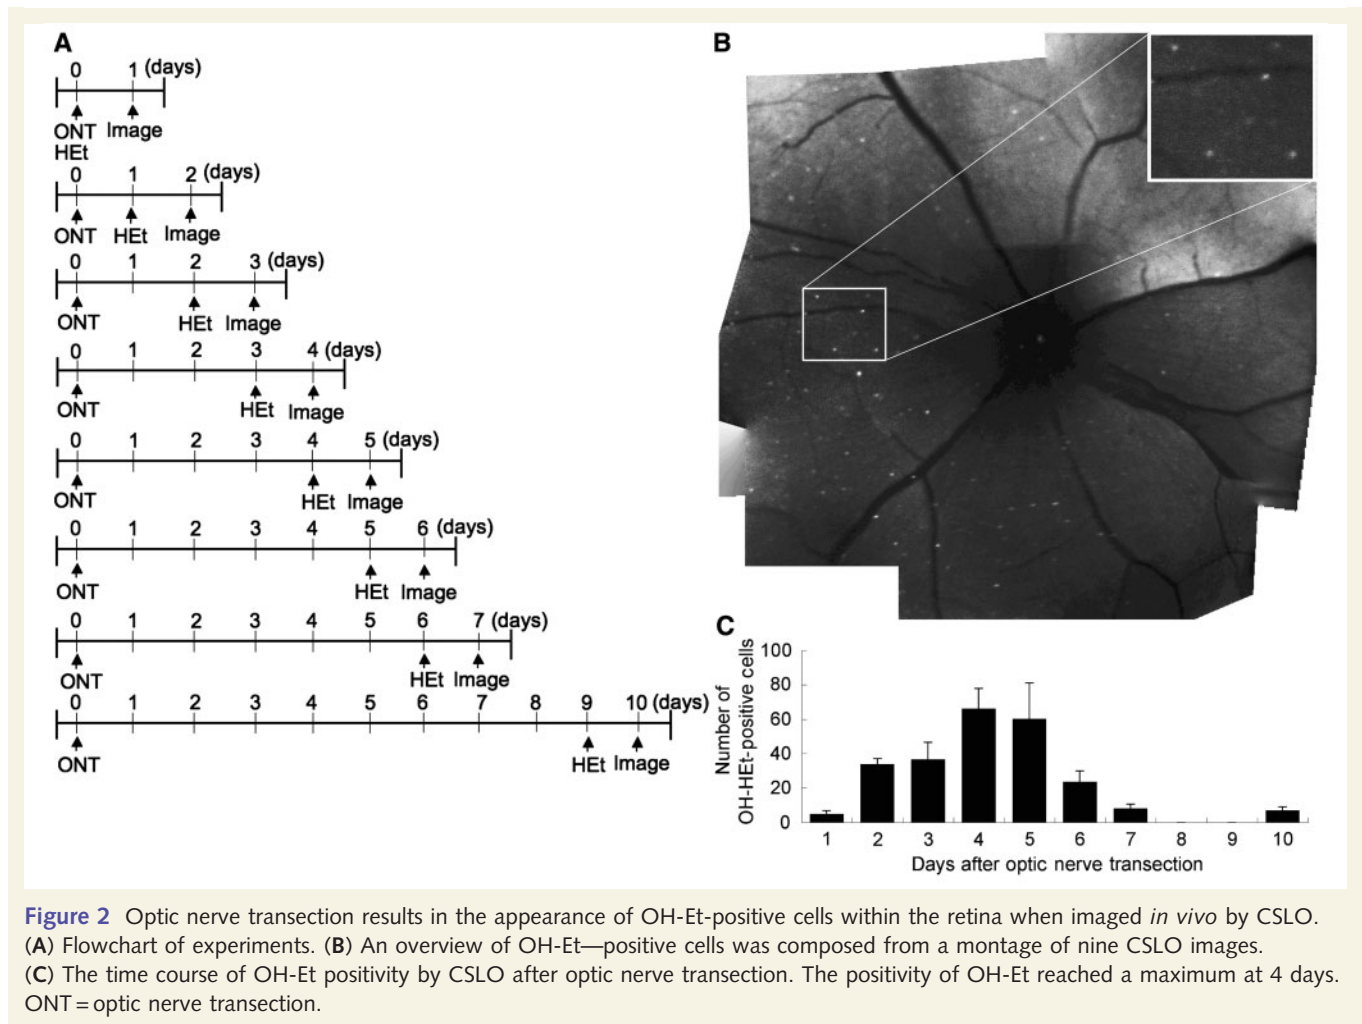 A
0 1 (days)
ONT Image
HEt
0 1 2 (days)
ONT HEt Image
0 1 2 3 (days)
ONT HEt Image
0 1 2 3 4 (days)
ONT HEt Image
0 1 2 3 4 5 (days)
ONT HEt Image
0 1 2 3 4 5 6 (days)
ONT HEt Image
0 1 2 3 4 5 6 7 (days)
ONT HEt Image
0 1 2 3 4 5 6 7 8 9 10 (days)
ONT HEt Image
B
C
Number of
OH-HEt-positive cells
100
80
60
40
20
0
1 2 3 4 5 6 7 8 9 10
Days after optic nerve transection
Figure 2 Optic nerve transection results in the appearance of OH-Et-positive cells within the retina when imaged in vivo by CSLO.
(A) Flowchart of experiments. (B) An overview of OH-Et—positive cells was composed from a montage of nine CSLO images.
(C) The time course of OH-Et positivity by CSLO after optic nerve transection. The positivity of OH-Et reached a maximum at 4 days.
ONT = optic nerve transection.